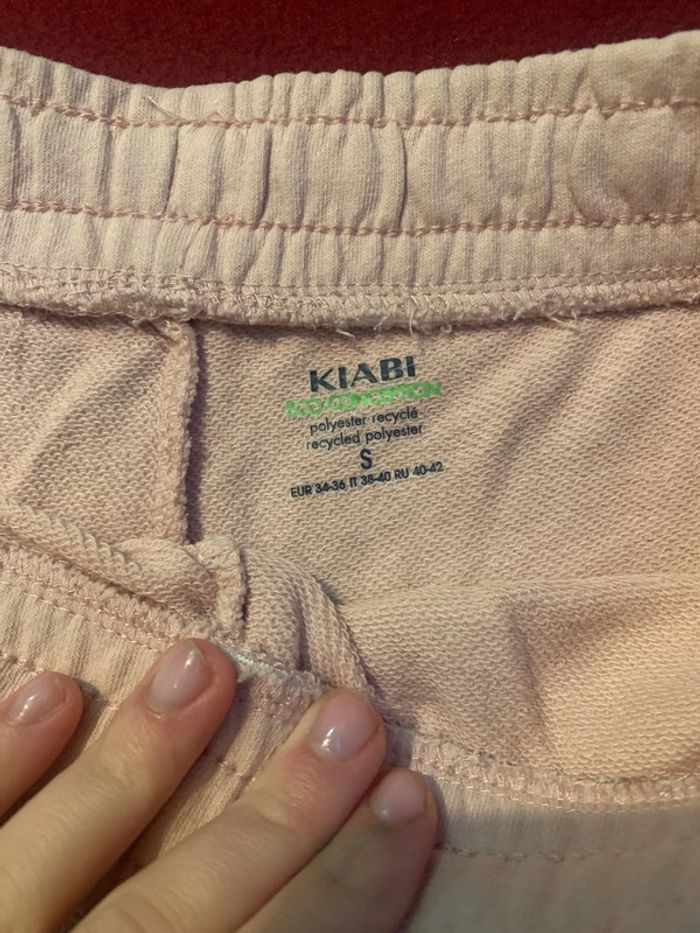 KIABI
ECO CONCEPTION
polyester recyclé
recycled polyester
S
EUR 34-36 IT 38-40 RU 40-42